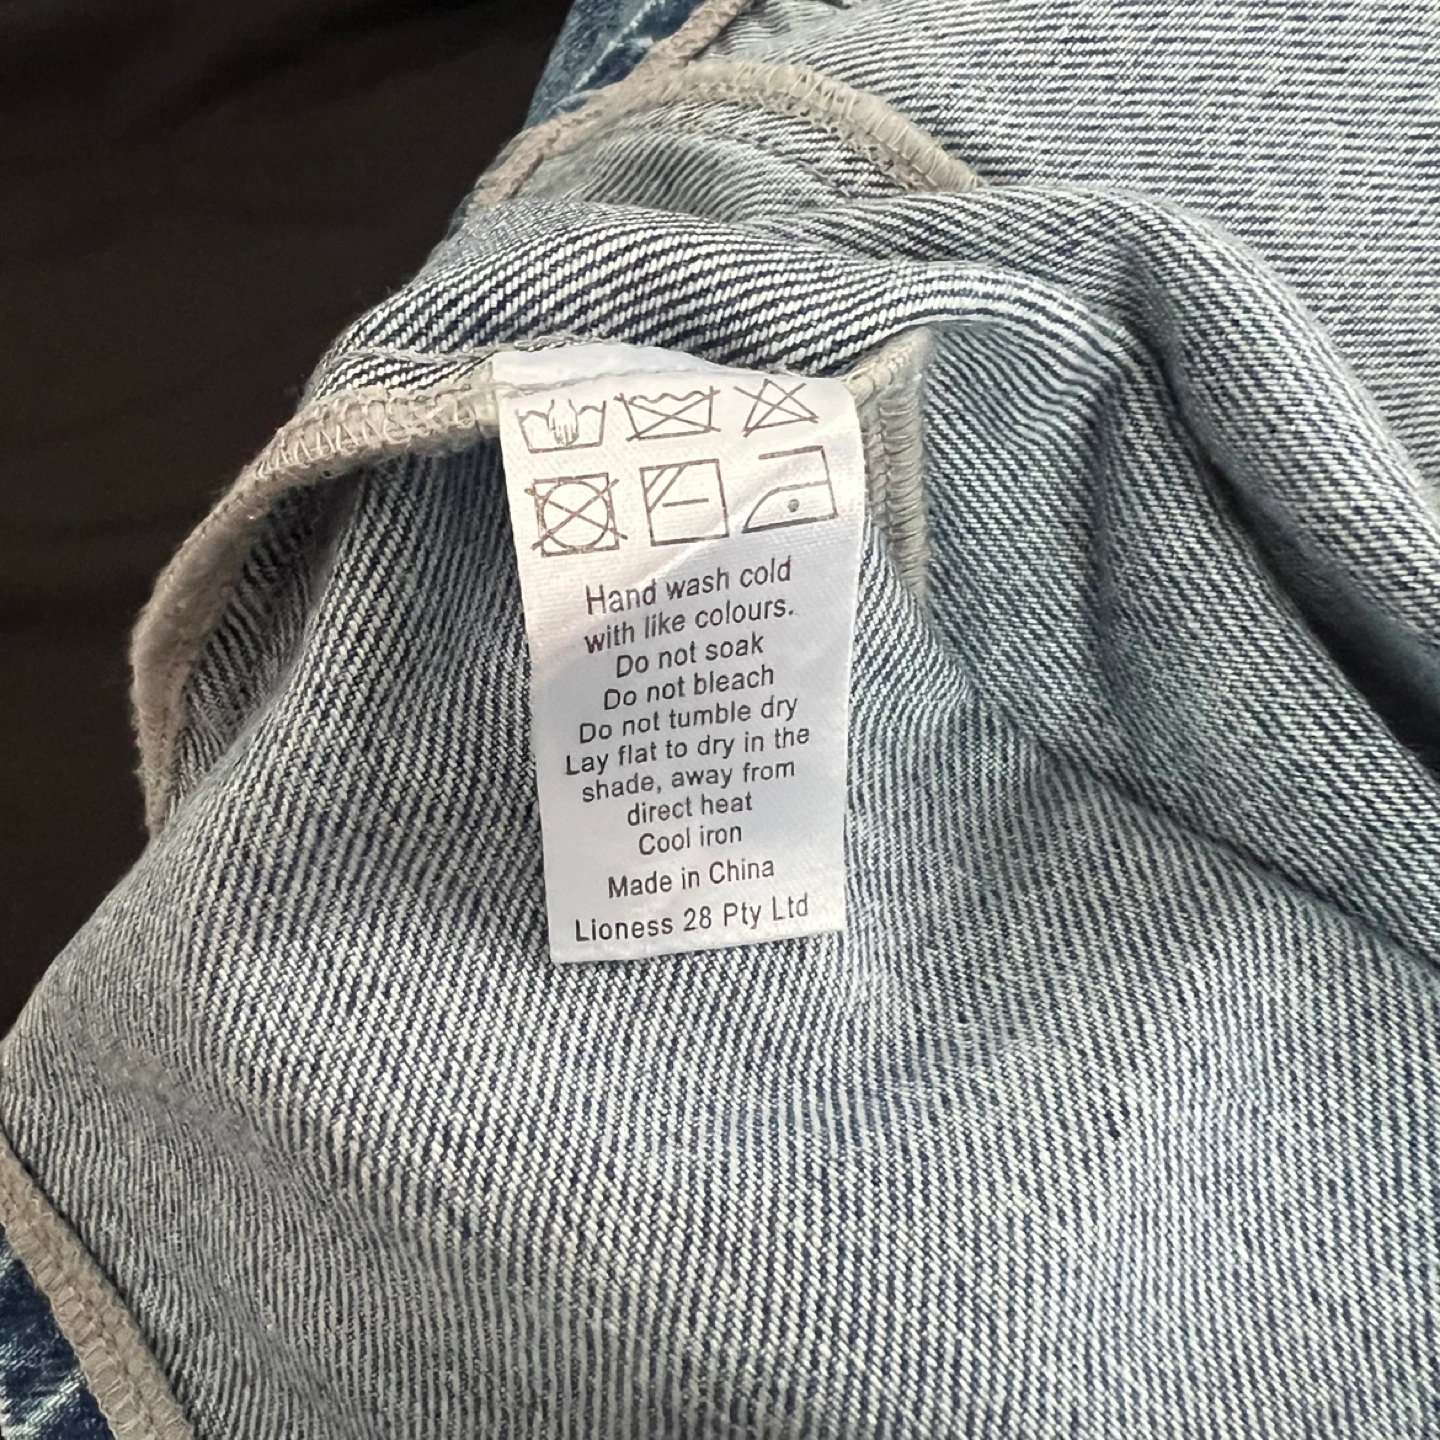 Hand wash cold
with like colours.
Do not soak
Do not bleach
Do not tumble dry
Lay flat to dry in the
shade, away from
direct heat
Cool iron
Made in China
Lioness 28 Pty Ltd